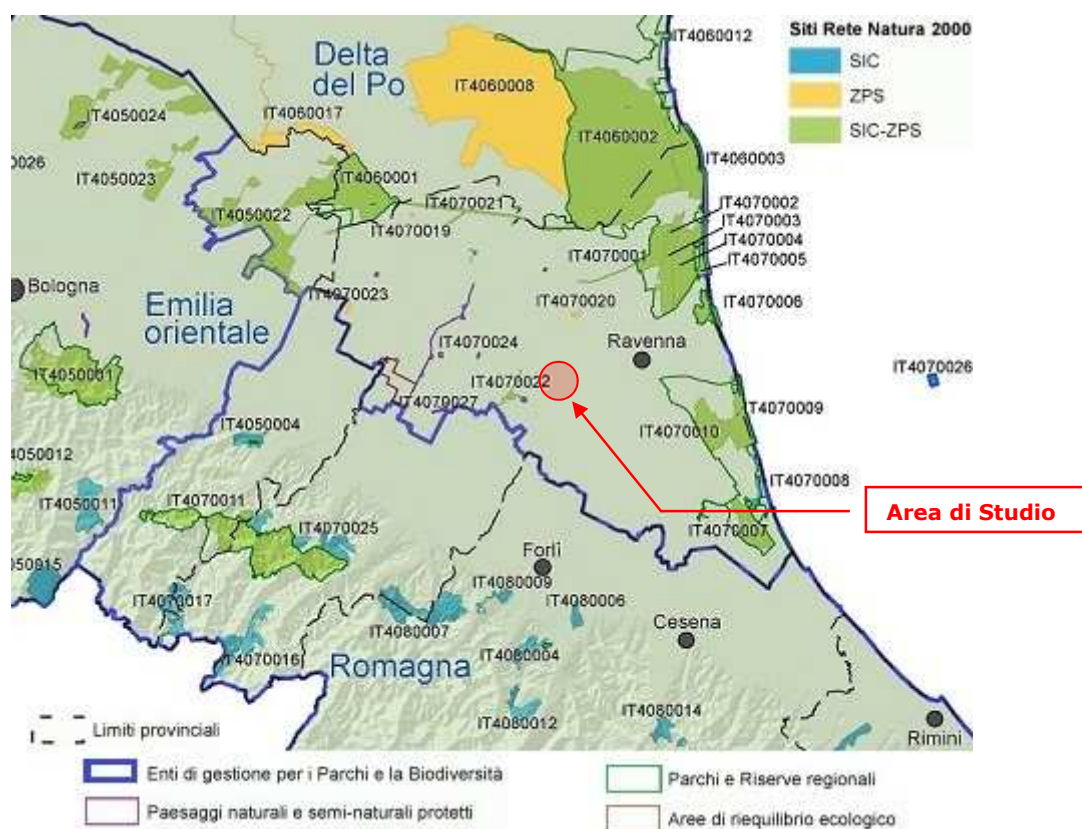 Siti Rete Natura 2000
SIC
ZPS
SIC-ZPS
IT4060012
Delta
del Po
IT4060008
IT4050024
IT4060017
IT4060002
IT4060003
0026
IT4050023
IT4060001
IT4070021
IT4050022
IT4070019
IT4070002
IT4070003
IT4070004
IT4070005
IT4070001
Bologna
IT4070023
IT4070020
IT4070006
Emilia
orientale
IT4070024
Ravenna
IT4050001
IT4070022
IT4070026
IT4070027
T4070009
IT4050004
IT4070010
4050012
IT4050011
IT4070011
IT4070008
IT4070025
IT4070007
Area di Studio
Forlì
050915
IT4080009
IT4070017
IT4080006
IT4080007
Cesena
IT4070016
IT4080004
Romagna
IT4080012
IT4080014
Rimini
Limiti provinciali
Enti di gestione per i Parchi e la Biodiversità
Parchi e Riserve regionali
Paesaggi naturali e semi-naturali protetti
Aree di riequilibrio ecologico